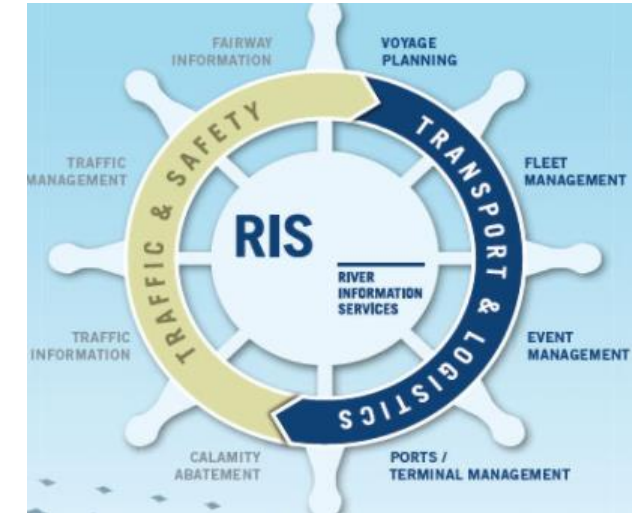 FAIRWAY
INFORMATION
VOYAGE
PLANNING
TRAFFIC
MANAGEMENT
FLEET
MANAGEMENT
TRAFFIC & SAFETY
TRANSPORT & LOGISTICS
RIS
RIVER
INFORMATION
SERVICES
TRAFFIC
INFORMATION
EVENT
MANAGEMENT
CALAMITY
ABATEMENT
PORTS /
TERMINAL MANAGEMENT